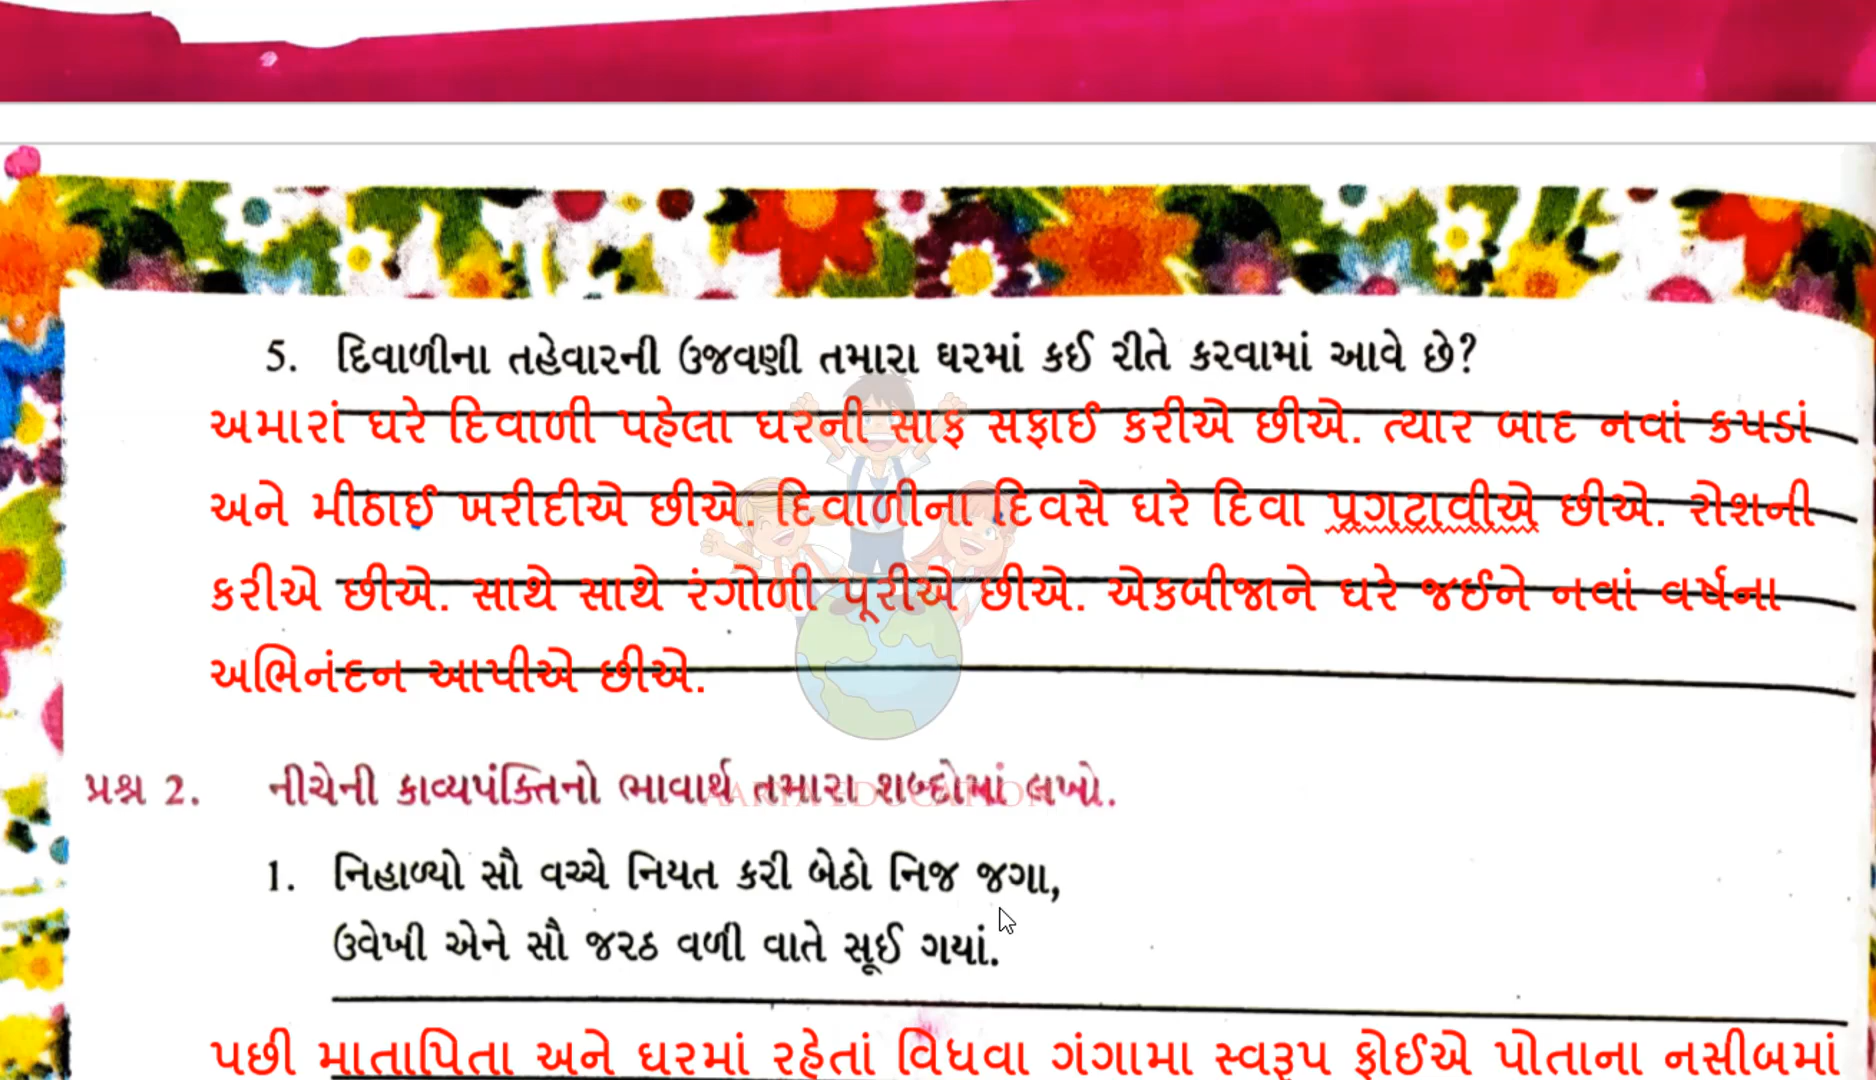 5. દિવાળીના તહેવારની ઉજવણી તમારા ઘરમાં કઈ રીતે કરવામાં આવે છે?
અમારાં ઘરે દિવાળી પહેલા ઘરની સાફ સફાઈ કરીએ છીએ. ત્યાર બાદ નવાં કપડાં
અને મીઠાઈ ખરીદીએ છીએ. દિવાળીના દિવસે ઘરે દિવા પ્રગટાવીએ છીએ. રોશની
કરીએ છીએ. સાથે સાથે રંગોળી પૂરીએ છીએ. એકબીજાને ઘરે જઈને નવાં વર્ષના
અભિનંદન આપીએ છીએ.
પ્રશ્ન 2. નીચેની કાવ્યપંક્તિનો ભાવાર્થ તમારા શબ્દોમાં લખો.
AARYA EDUCATION
1. નિહાળ્યો સૌ વચ્ચે નિયત કરી બેઠો નિજ જગા,
ઉવેખી એને સૌ જરઠ વળી વાતે સૂઈ ગયાં.
પછી માતાપિતા અને ઘરમાં રહેતાં વિધવા ગંગામા સ્વરૂપ ફોઈએ પોતાના નસીબમાં